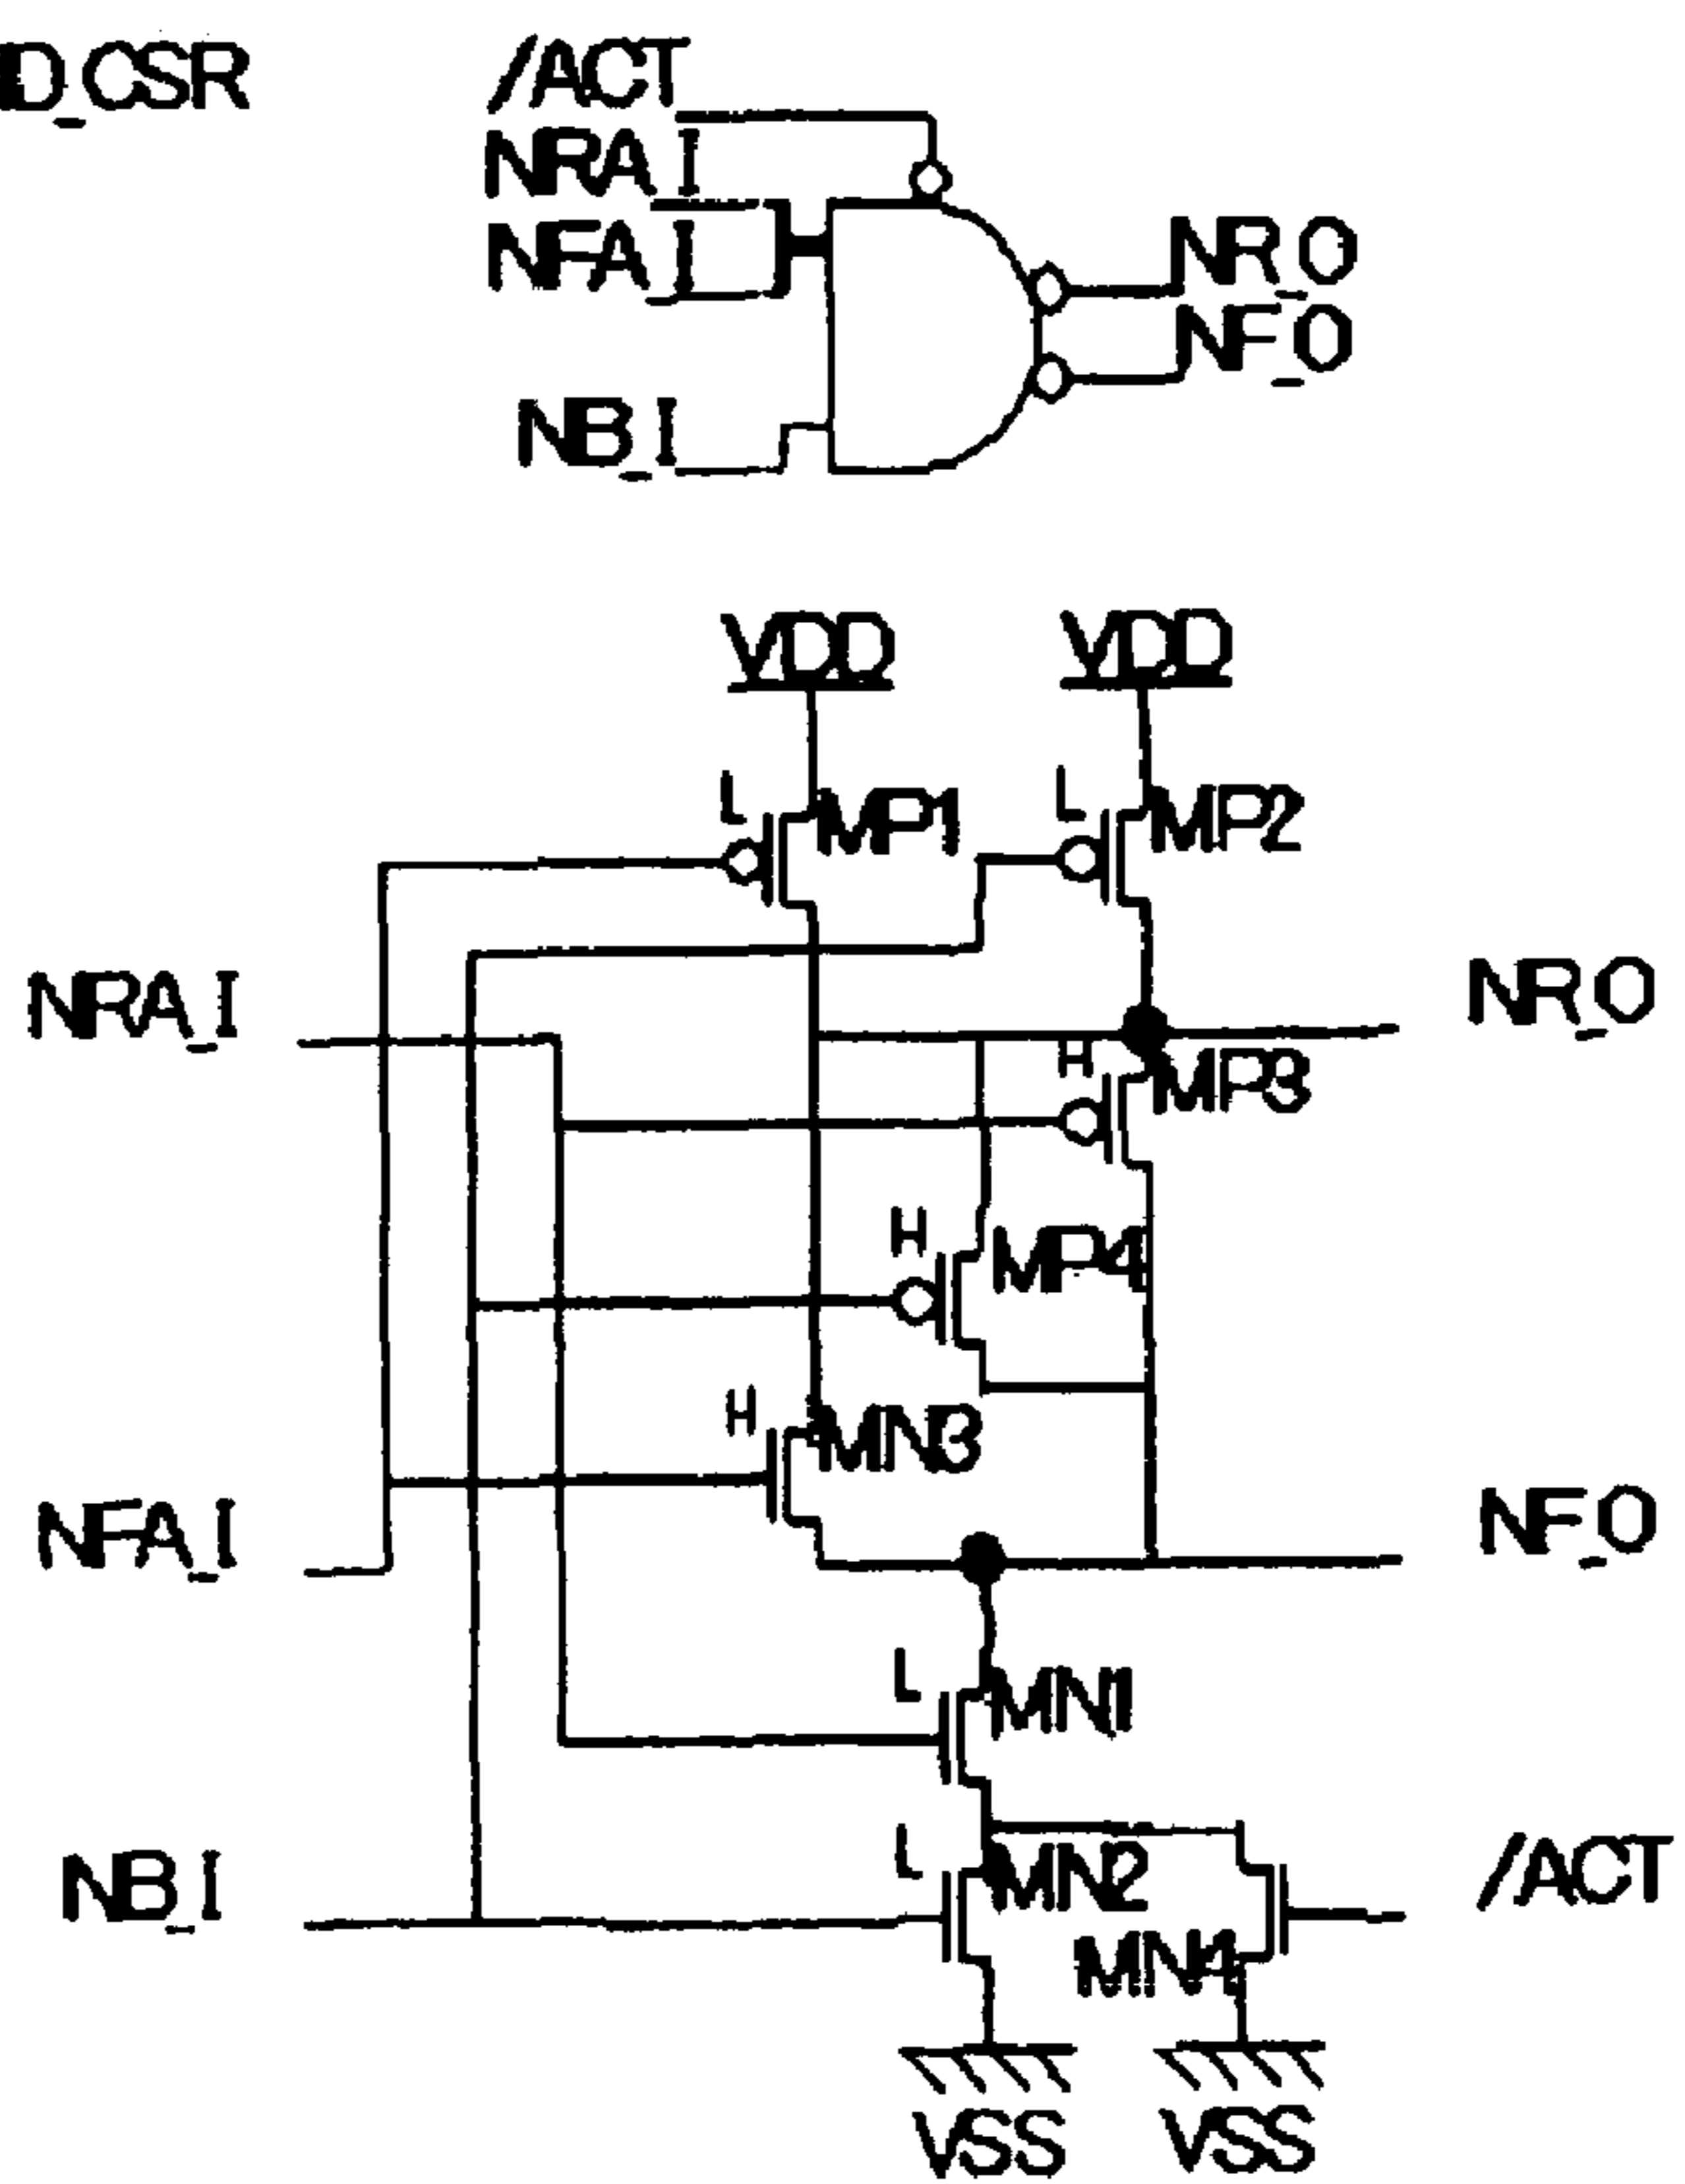 D_CSR
/ACT
NRA_I
NFA_I
NR_O
NF_O
NB_I
VDD VDD
L MP1 L MP2
NRA_I NR_O
H MP3
H MP4
H MN3
NFA_I NF_O
L MN1
L MN2
NB_I /ACT
MN4
VSS VSS